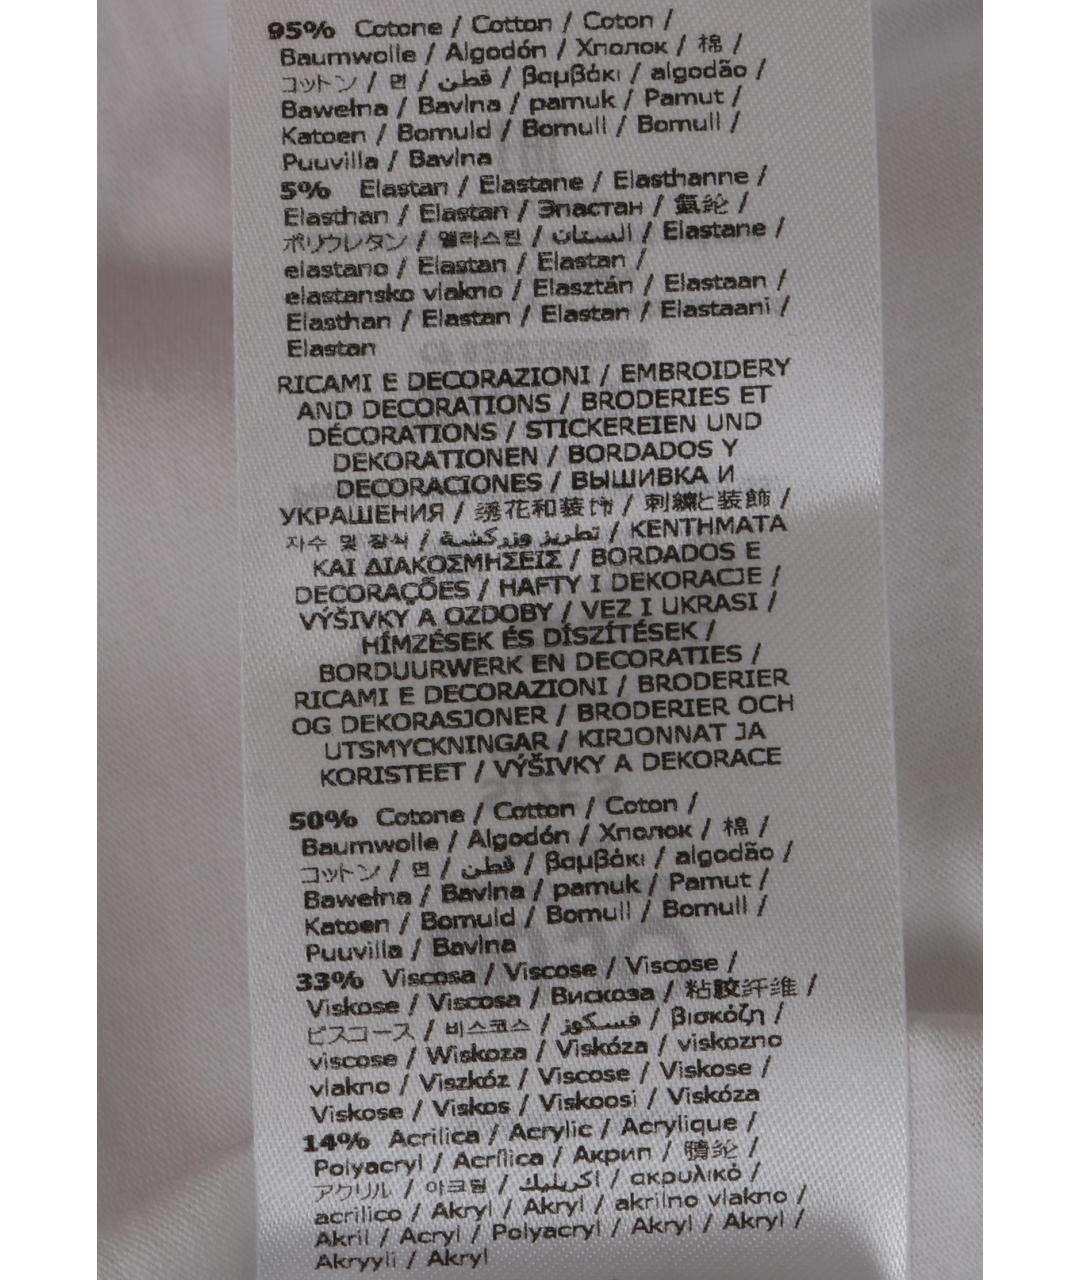 95% Cotone / Cotton / Coton /
Baumwolle / Algodón / Хлопок / 棉 /
コットン / 면 / قطن / βαμβάκι / algodão /
Bawełna / Bavlna / pamuk / Pamut /
Katoen / Bomuld / Bomull / Bomull /
Puuvilla / Bavlna
5% Elastan / Elastane / Elasthanne /
Elasthan / Elastan / Эластан / 氨纶 /
ポリウレタン / 엘라스틴 / الستان / Elastane /
elastano / Elastan / Elastan /
elastansko vlakno / Elasztán / Elastaan /
Elasthan / Elastan / Elastan / Elastaani /
Elastan
RICAMI E DECORAZIONI / EMBROIDERY
AND DECORATIONS / BRODERIES ET
DÉCORATIONS / STICKEREIEN UND
DEKORATIONEN / BORDADOS Y
DECORACIONES / ВЫШИВКА И
УКРАШЕНИЯ / 绣花和装饰 / 刺繍と装飾 /
자수 및 장식 / تطريز وزركشة / ΚΕΝΤΗΜΑΤΑ
ΚΑΙ ΔΙΑΚΟΣΜΗΣΕΙΣ / BORDADOS E
DECORAÇÕES / HAFTY I DEKORACJE /
VÝŠIVKY A OZDOBY / VEZ I UKRASI /
HÍMZÉSEK ÉS DÍSZÍTÉSEK /
BORDUURWERK EN DECORATIES /
RICAMI E DECORAZIONI / BRODERIER
OG DEKORASJONER / BRODERIER OCH
UTSMYCKNINGAR / KIRJONNAT JA
KORISTEET / VÝŠIVKY A DEKORACE
50% Cotone / Cotton / Coton /
Baumwolle / Algodón / Хлопок / 棉 /
コットン / 면 / قطن / βαμβάκι / algodão /
Bawełna / Bavlna / pamuk / Pamut /
Katoen / Bomuld / Bomull / Bomull /
Puuvilla / Bavlna
33% Viscosa / Viscose / Viscose /
Viskose / Viscosa / Вискоза / 粘胶纤维 /
ビスコース / 비스코스 / فسكوز / βισκόζη /
viscose / Wiskoza / Viskóza / viskozno
vlakno / Viszkóz / Viscose / Viskose /
Viskose / Viskos / Viskoosi / Viskóza
14% Acrilica / Acrylic / Acrylique /
Polyacryl / Acrílica / Акрил / 腈纶 /
アクリル / 아크릴 / اكريليك / ακρυλικό /
acrilico / Akryl / Akryl / akrilno vlakno /
Akril / Acryl / Polyacryl / Akryl / Akryl /
Akryyli / Akryl